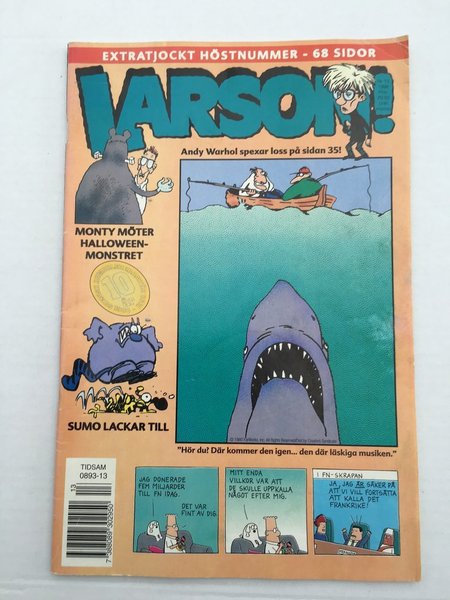 EXTRATJOCKT HÖSTNUMMER - 68 SIDOR
LARSON!
Andy Warhol spexar loss på sidan 35!
MONTY MÖTER
HALLOWEEN-
MONSTRET
10
ÅR
SUMO LACKAR TILL
"Hör du? Där kommer den igen... den där läskiga musiken."
TIDSAM
0893-13
13
JAG DONERADE
FEM MILJARDER
TILL FN IDAG.
DET VAR
FINT AV DIG.
MITT ENDA
VILLKOR VAR ATT
DE SKULLE UPPKALLA
NÅGOT EFTER MIG.
I FN-SKRAPAN
JA, JAG ÄR SÄKER PÅ
ATT VI VILL FORTSÄTTA
ATT KALLA DET
FRANKRIKE!